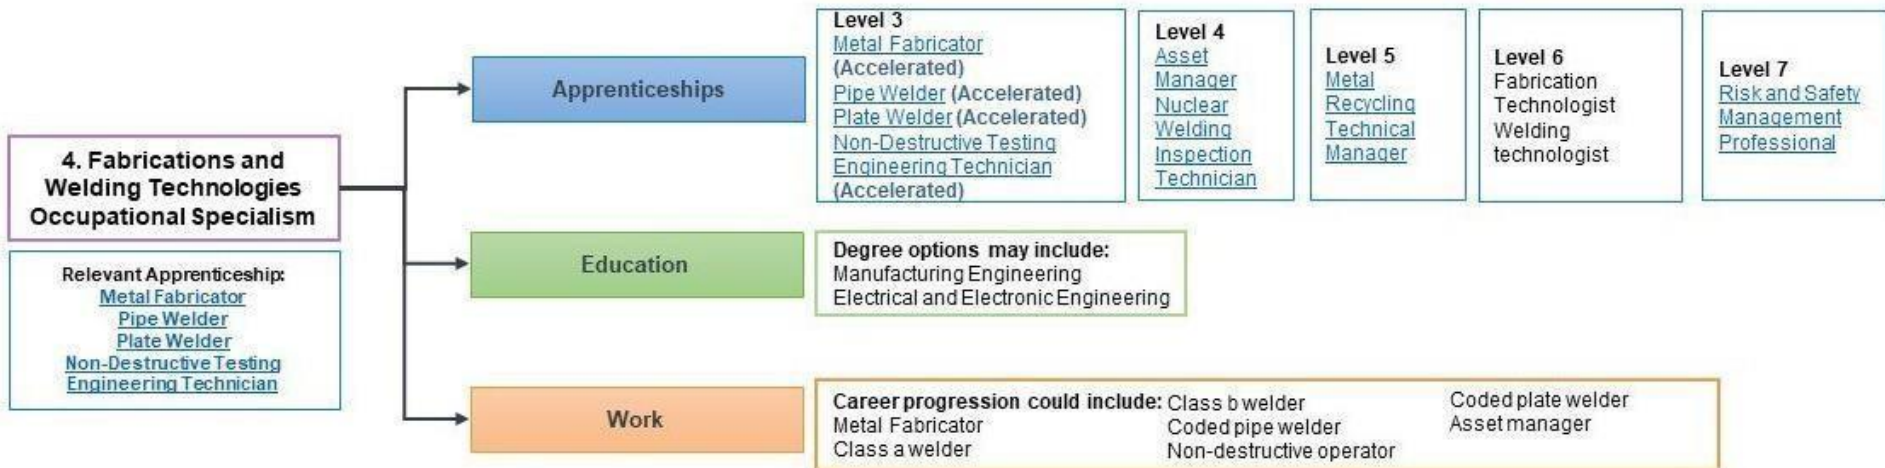 4. Fabrications and
Welding Technologies
Occupational Specialism
Relevant Apprenticeship:
Metal Fabricator
Pipe Welder
Plate Welder
Non-Destructive Testing
Engineering Technician
Apprenticeships
Level 3
Metal Fabricator
(Accelerated)
Pipe Welder (Accelerated)
Plate Welder (Accelerated)
Non-Destructive Testing
Engineering Technician
(Accelerated)
Level 4
Asset
Manager
Nuclear
Welding
Inspection
Technician
Level 5
Metal
Recycling
Technical
Manager
Level 6
Fabrication
Technologist
Welding
technologist
Level 7
Risk and Safety
Management
Professional
Education
Degree options may include:
Manufacturing Engineering
Electrical and Electronic Engineering
Work
Career progression could include:
Metal Fabricator
Class a welder
Class b welder
Coded pipe welder
Non-destructive operator
Coded plate welder
Asset manager